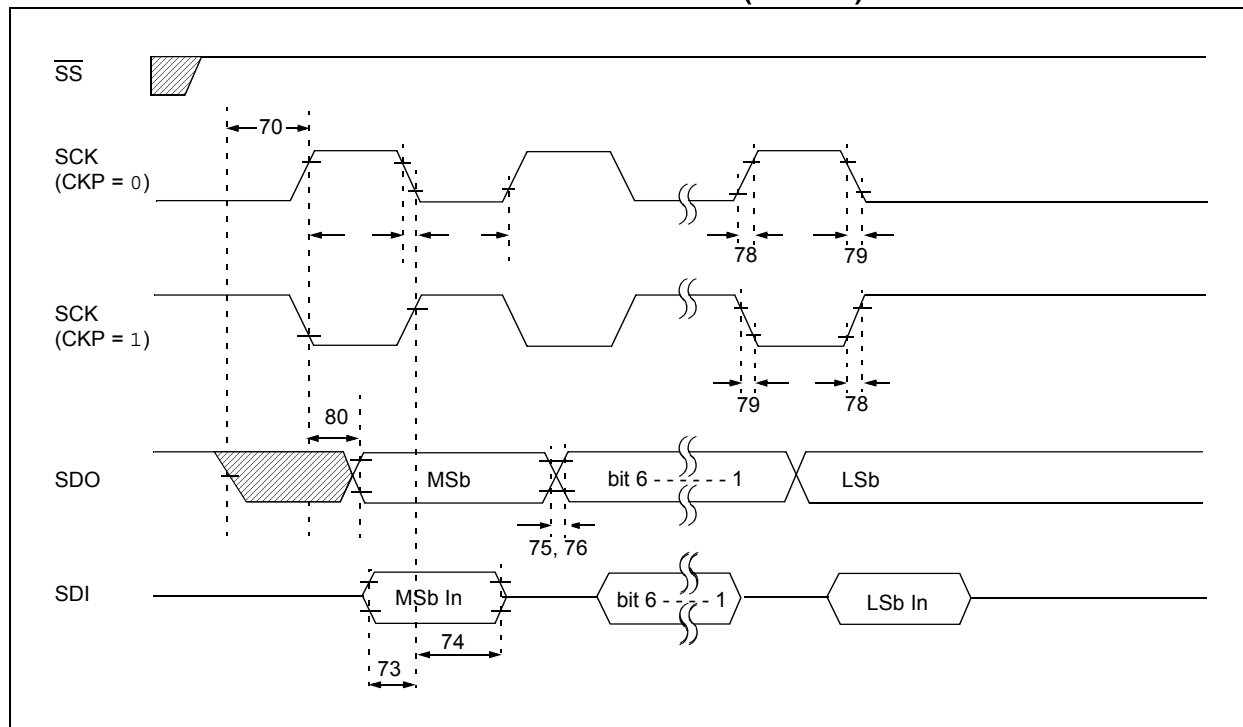 SS
70
SCK
(CKP = 0)
78
79
SCK
(CKP = 1)
79
78
80
SDO
MSb
bit 6 - - - - - - 1
LSb
75, 76
SDI
MSb In
bit 6 - - - - - 1
LSb In
74
73